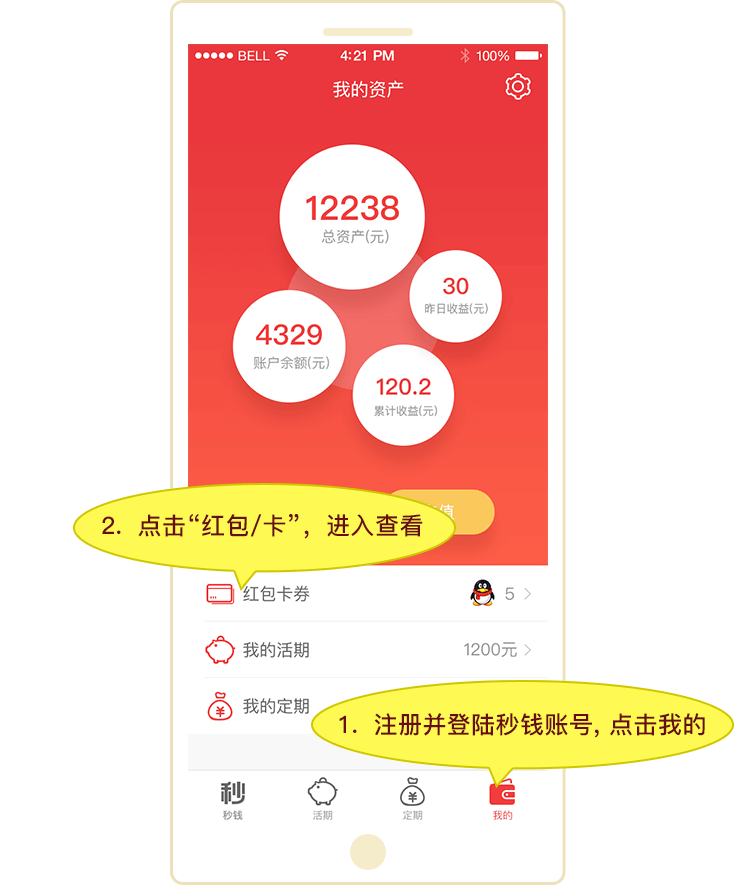 BELL 4:21 PM 100%
我的资产
12238
总资产(元)
30
昨日收益(元)
4329
账户余额(元)
120.2
累计收益(元)
值
2. 点击“红包/卡”，进入查看
红包卡券 5
我的活期 1200元
我的定期
1. 注册并登陆秒钱账号, 点击我的
秒
秒钱 活期 定期 我的